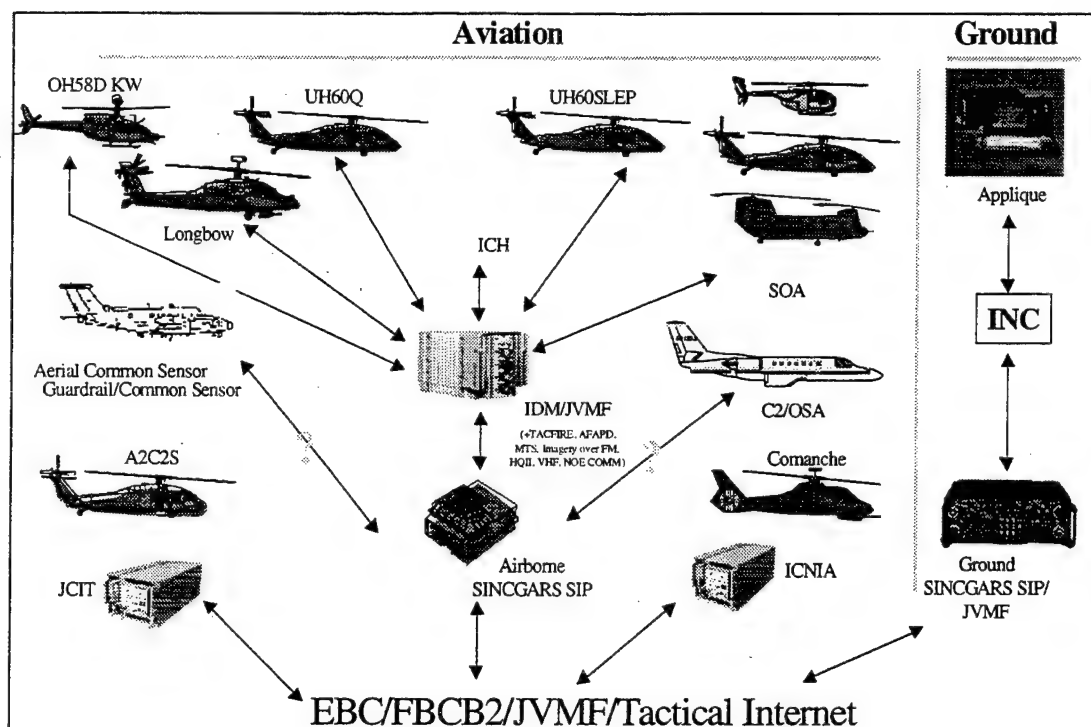 Aviation
Ground
OH58D KW
UH60Q
UH60SLEP
Longbow
ICH
SOA
Applique
INC
Aerial Common Sensor
Guardrail/Common Sensor
IDM/JVMF
(+TACFIRE, AFAPD,
MTS, Imagery over FM,
HQII, VHF, NOE COMM)
C2/OSA
?
?
A2C2S
Comanche
JCIT
Airborne
SINCGARS SIP
ICNIA
Ground
SINCGARS SIP/
JVMF
EBC/FBCB2/JVMF/Tactical Internet